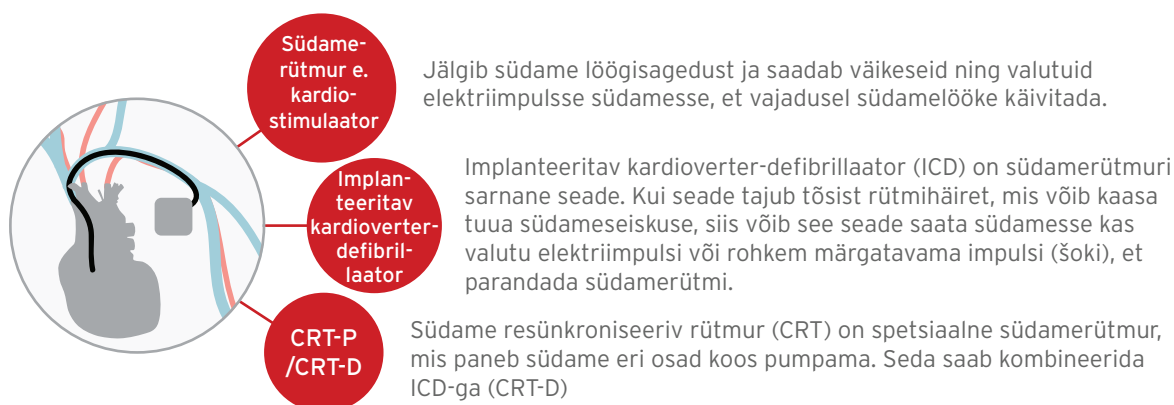 Südame-
rütmur e.
kardio-
stimulaator
Jälgib südame löögisagedust ja saadab väikeseid ning valutuid
elektriimpulsse südamesse, et vajadusel südamelööke käivitada.
Implan-
teeritav
kardioverter-
defibril-
laator
Implanteeritav kardioverter-defibrillaator (ICD) on südamerütmuri
sarnane seade. Kui seade tajub tõsist rütmihäiret, mis võib kaasa
tuua südameseiskuse, siis võib see seade saata südamesse kas
valutu elektriimpulsi või rohkem märgatavama impulsi (šoki), et
parandada südamerütmi.
CRT-P
/CRT-D
Südame resünkroniseeriv rütmur (CRT) on spetsiaalne südamerütmur,
mis paneb südame eri osad koos pumpama. Seda saab kombineerida
ICD-ga (CRT-D)